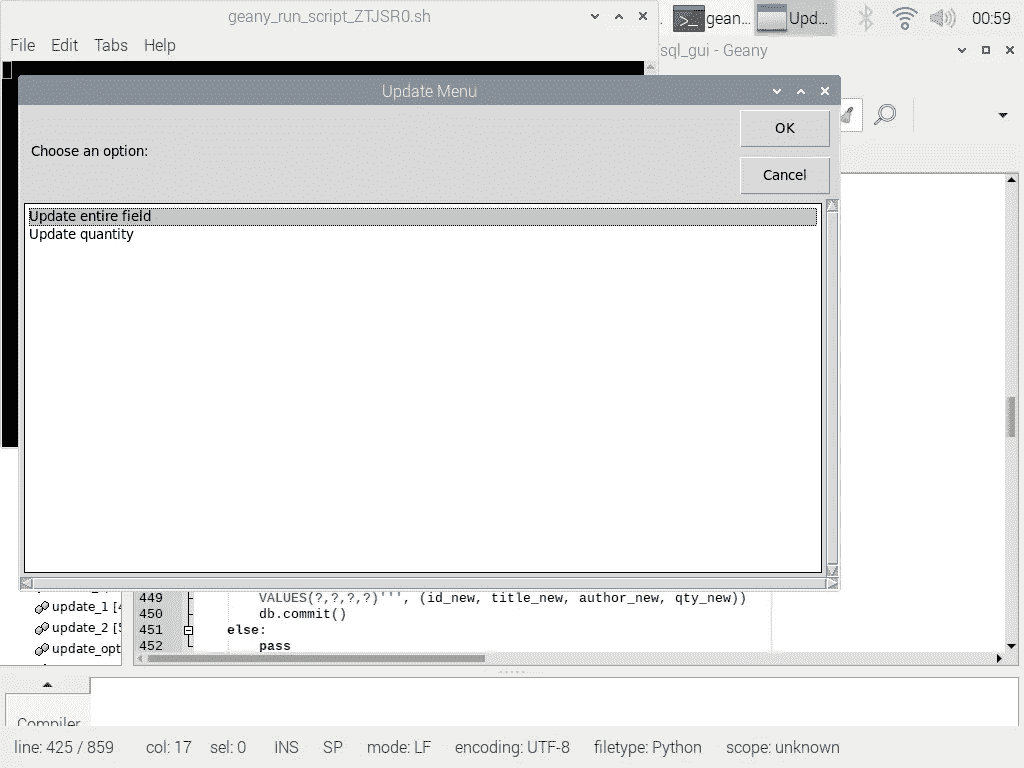 geany_run_script_ZTJSR0.sh
gean...
Upd...
00:59
File Edit Tabs Help
sql_gui - Geany
Update Menu
OK
Choose an option:
Cancel
Update entire field
Update quantity
449 VALUES(?,?,?,?)''', (id_new, title_new, author_new, qty_new))
450 db.commit()
451 else:
452 pass
update_1 [4
update_2 [5
update_opt
Compiler
line: 425 / 859 col: 17 sel: 0 INS SP mode: LF encoding: UTF-8 filetype: Python scope: unknown